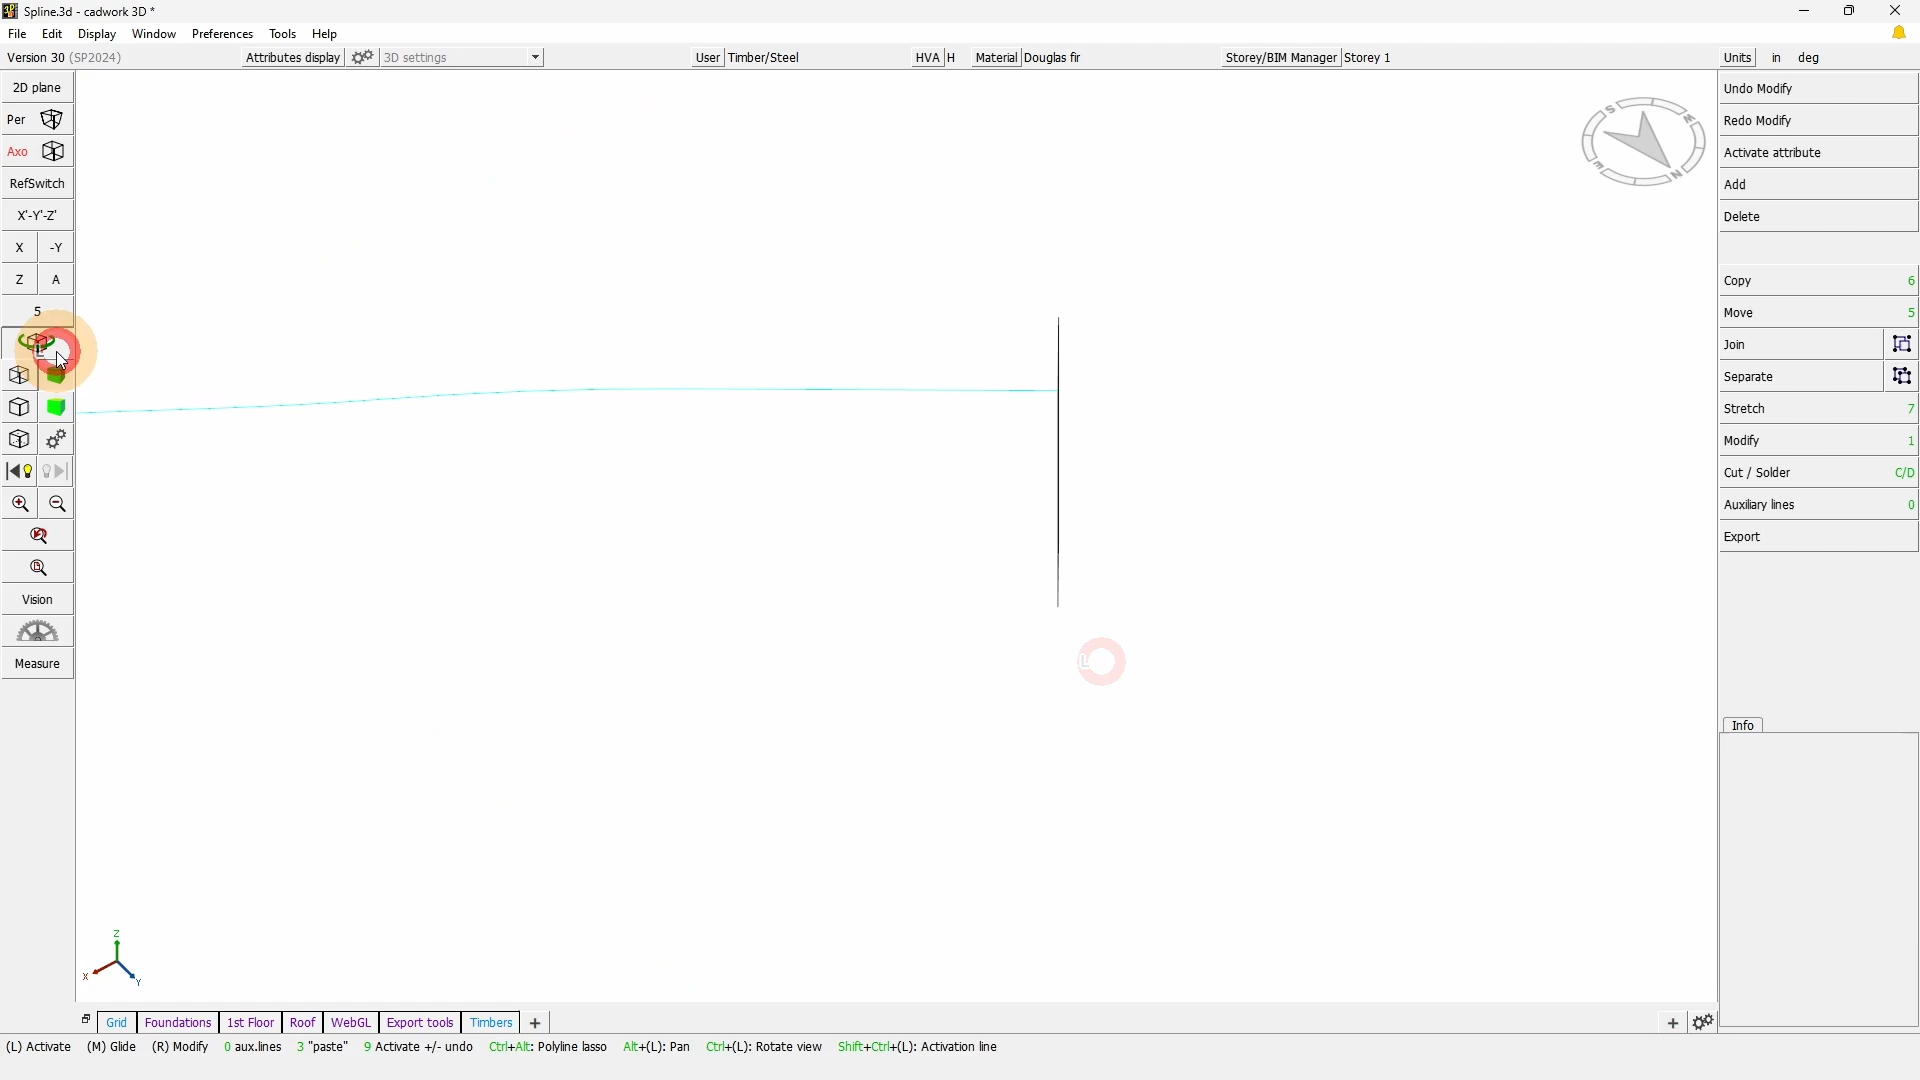 Spline.3d - cadwork 3D *
File Edit Display Window Preferences Tools Help
Version 30 (SP2024) Attributes display 3D settings User Timber/Steel HVA H Material Douglas fir Storey/BIM Manager Storey 1 Units in deg
2D plane
Per
Axo
RefSwitch
X'-Y'-Z'
X -Y
Z A
5
Vision
Measure
S W E N
Undo Modify
Redo Modify
Activate attribute
Add
Delete
Copy 6
Move 5
Join
Separate
Stretch 7
Modify 1
Cut / Solder C/D
Auxiliary lines 0
Export
Info
L
L
Z
X
Y
Grid Foundations 1st Floor Roof WebGL Export tools Timbers + +
(L) Activate (M) Glide (R) Modify 0 aux.lines 3 "paste" 9 Activate +/- undo Ctrl+Alt: Polyline lasso Alt+(L): Pan Ctrl+(L): Rotate view Shift+Ctrl+(L): Activation line